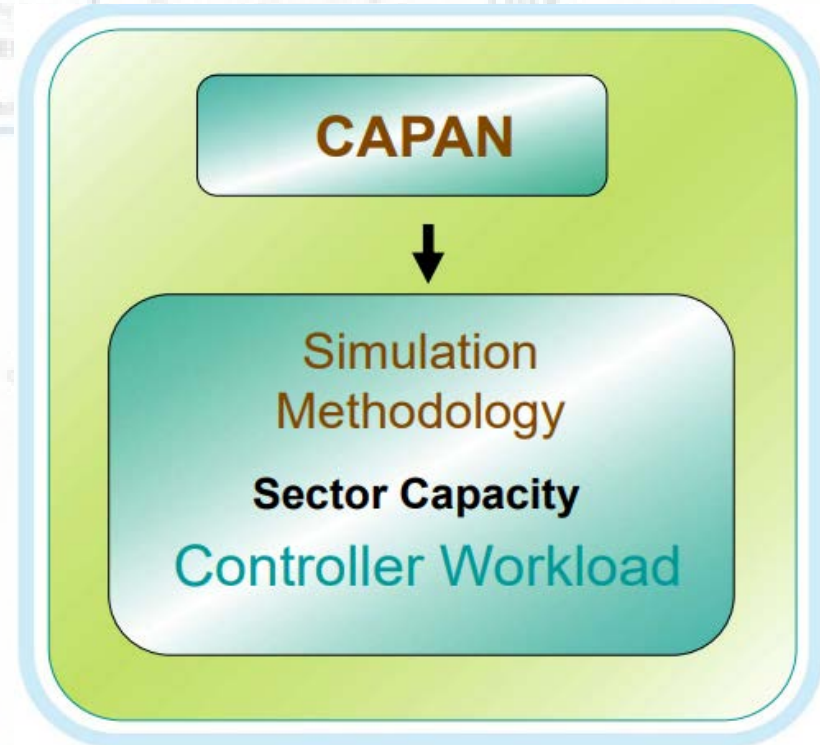 CAPAN
Simulation
Methodology
Sector Capacity
Controller Workload